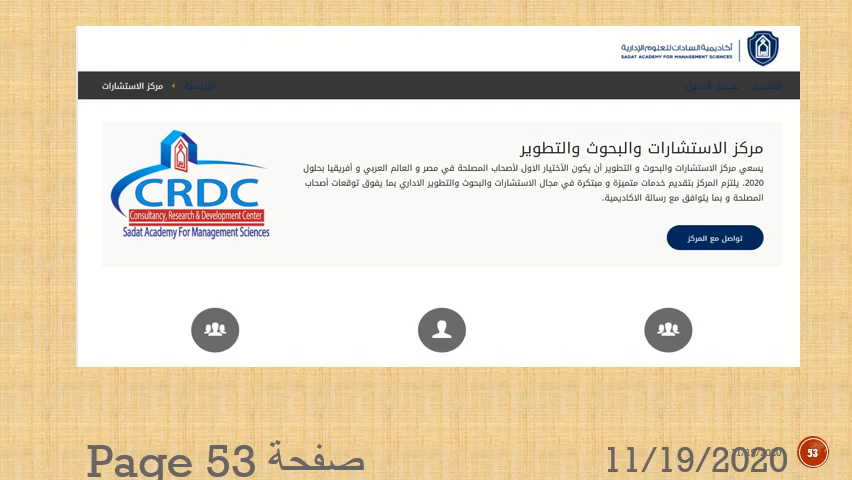 أكاديمية السادات للعلوم الإدارية
SADAT ACADEMY FOR MANAGEMENT SCIENCES
التسجيل تسجيل الدخول
الرئيسية مركز الاستشارات
مركز الاستشارات والبحوث والتطوير
يسعي مركز الاستشارات والبحوث و التطوير أن يكون الأختيار الاول لأصحاب المصلحة في مصر و العالم العربي و أفريقيا بحلول
2020. يلتزم المركز بتقديم خدمات متميزة و مبتكرة في مجال الاستشارات والبحوث والتطوير الاداري بما يفوق توقعات أصحاب
المصلحة و بما يتوافق مع رسالة الاكاديمية.
تواصل مع المركز
CRDC
Consultancy, Research & Development Center
Sadat Academy For Management Sciences
Page 53 صفحة
11/19/2020
53